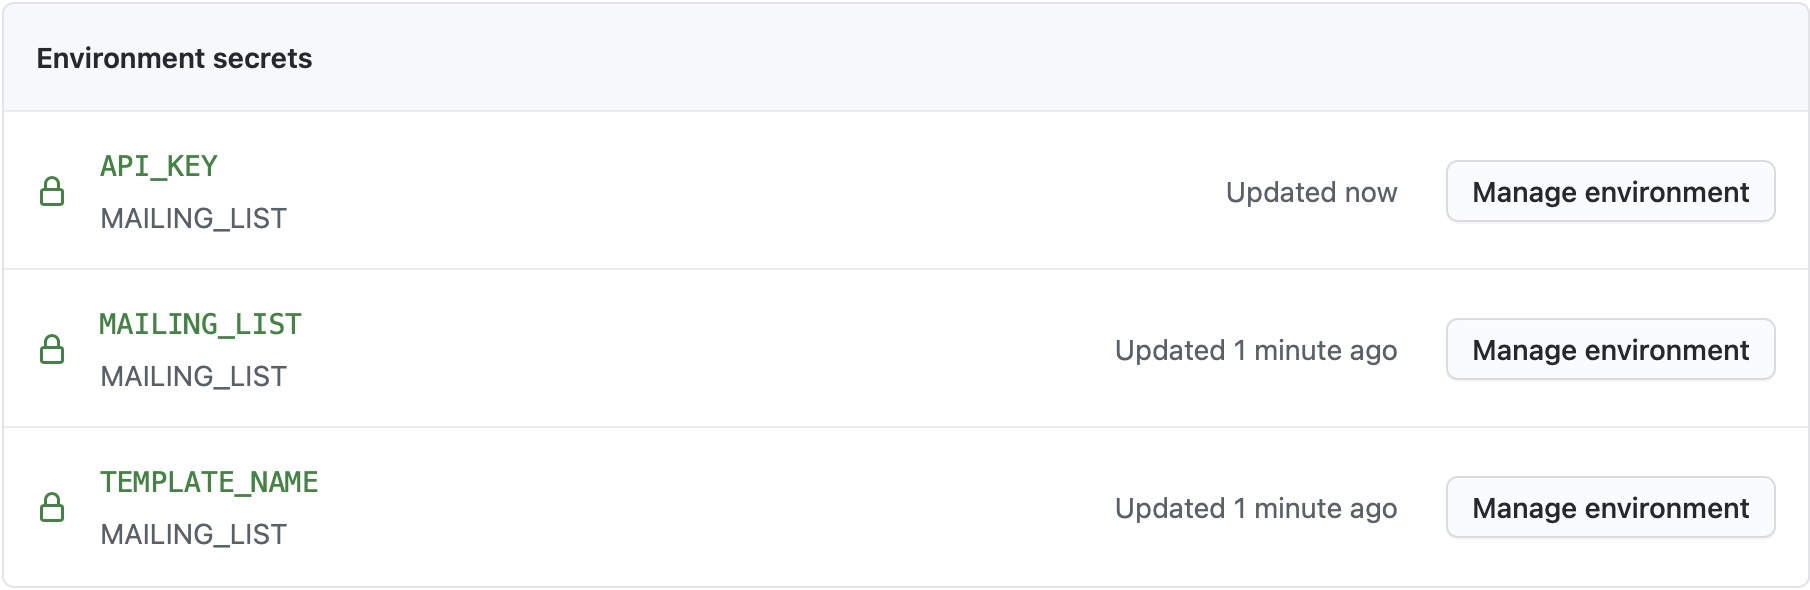 Environment secrets
API_KEY
MAILING_LIST
Updated now
Manage environment
MAILING_LIST
MAILING_LIST
Updated 1 minute ago
Manage environment
TEMPLATE_NAME
MAILING_LIST
Updated 1 minute ago
Manage environment